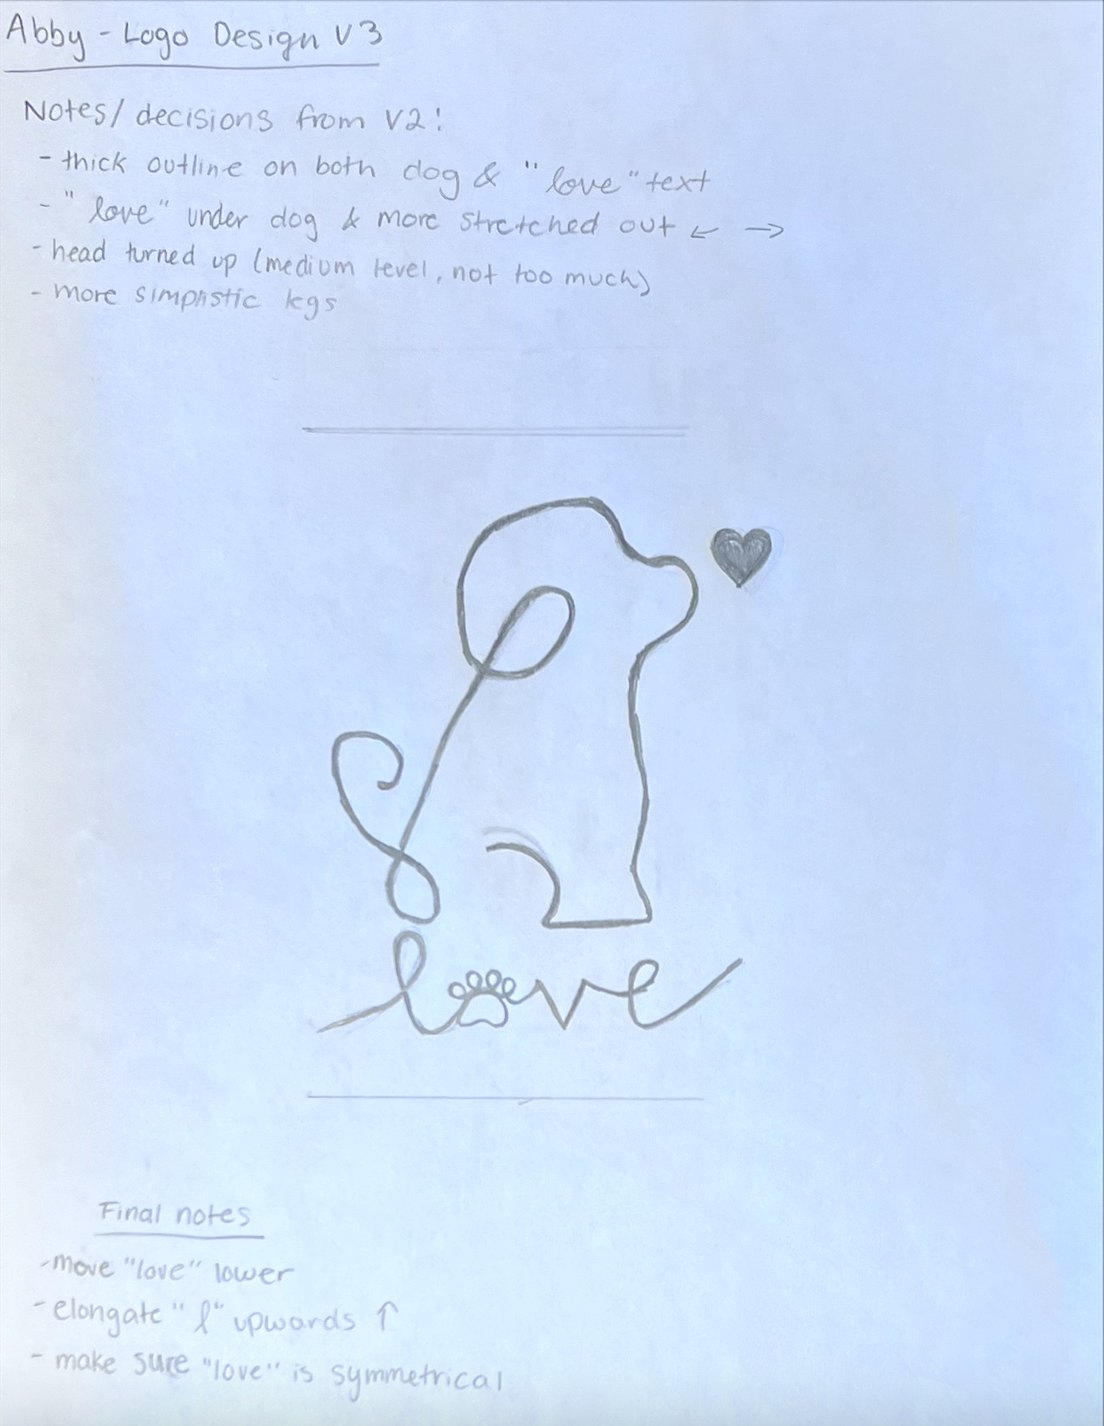 Abby - Logo Design V3
Notes/decisions from V2:
- thick outline on both dog & "love" text
- "love" under dog & more stretched out ← →
- head turned up (medium level, not too much)
- more simplistic legs
love
Final notes
- move "love" lower
- elongate "l" upwards ↑
- make sure "love" is symmetrical